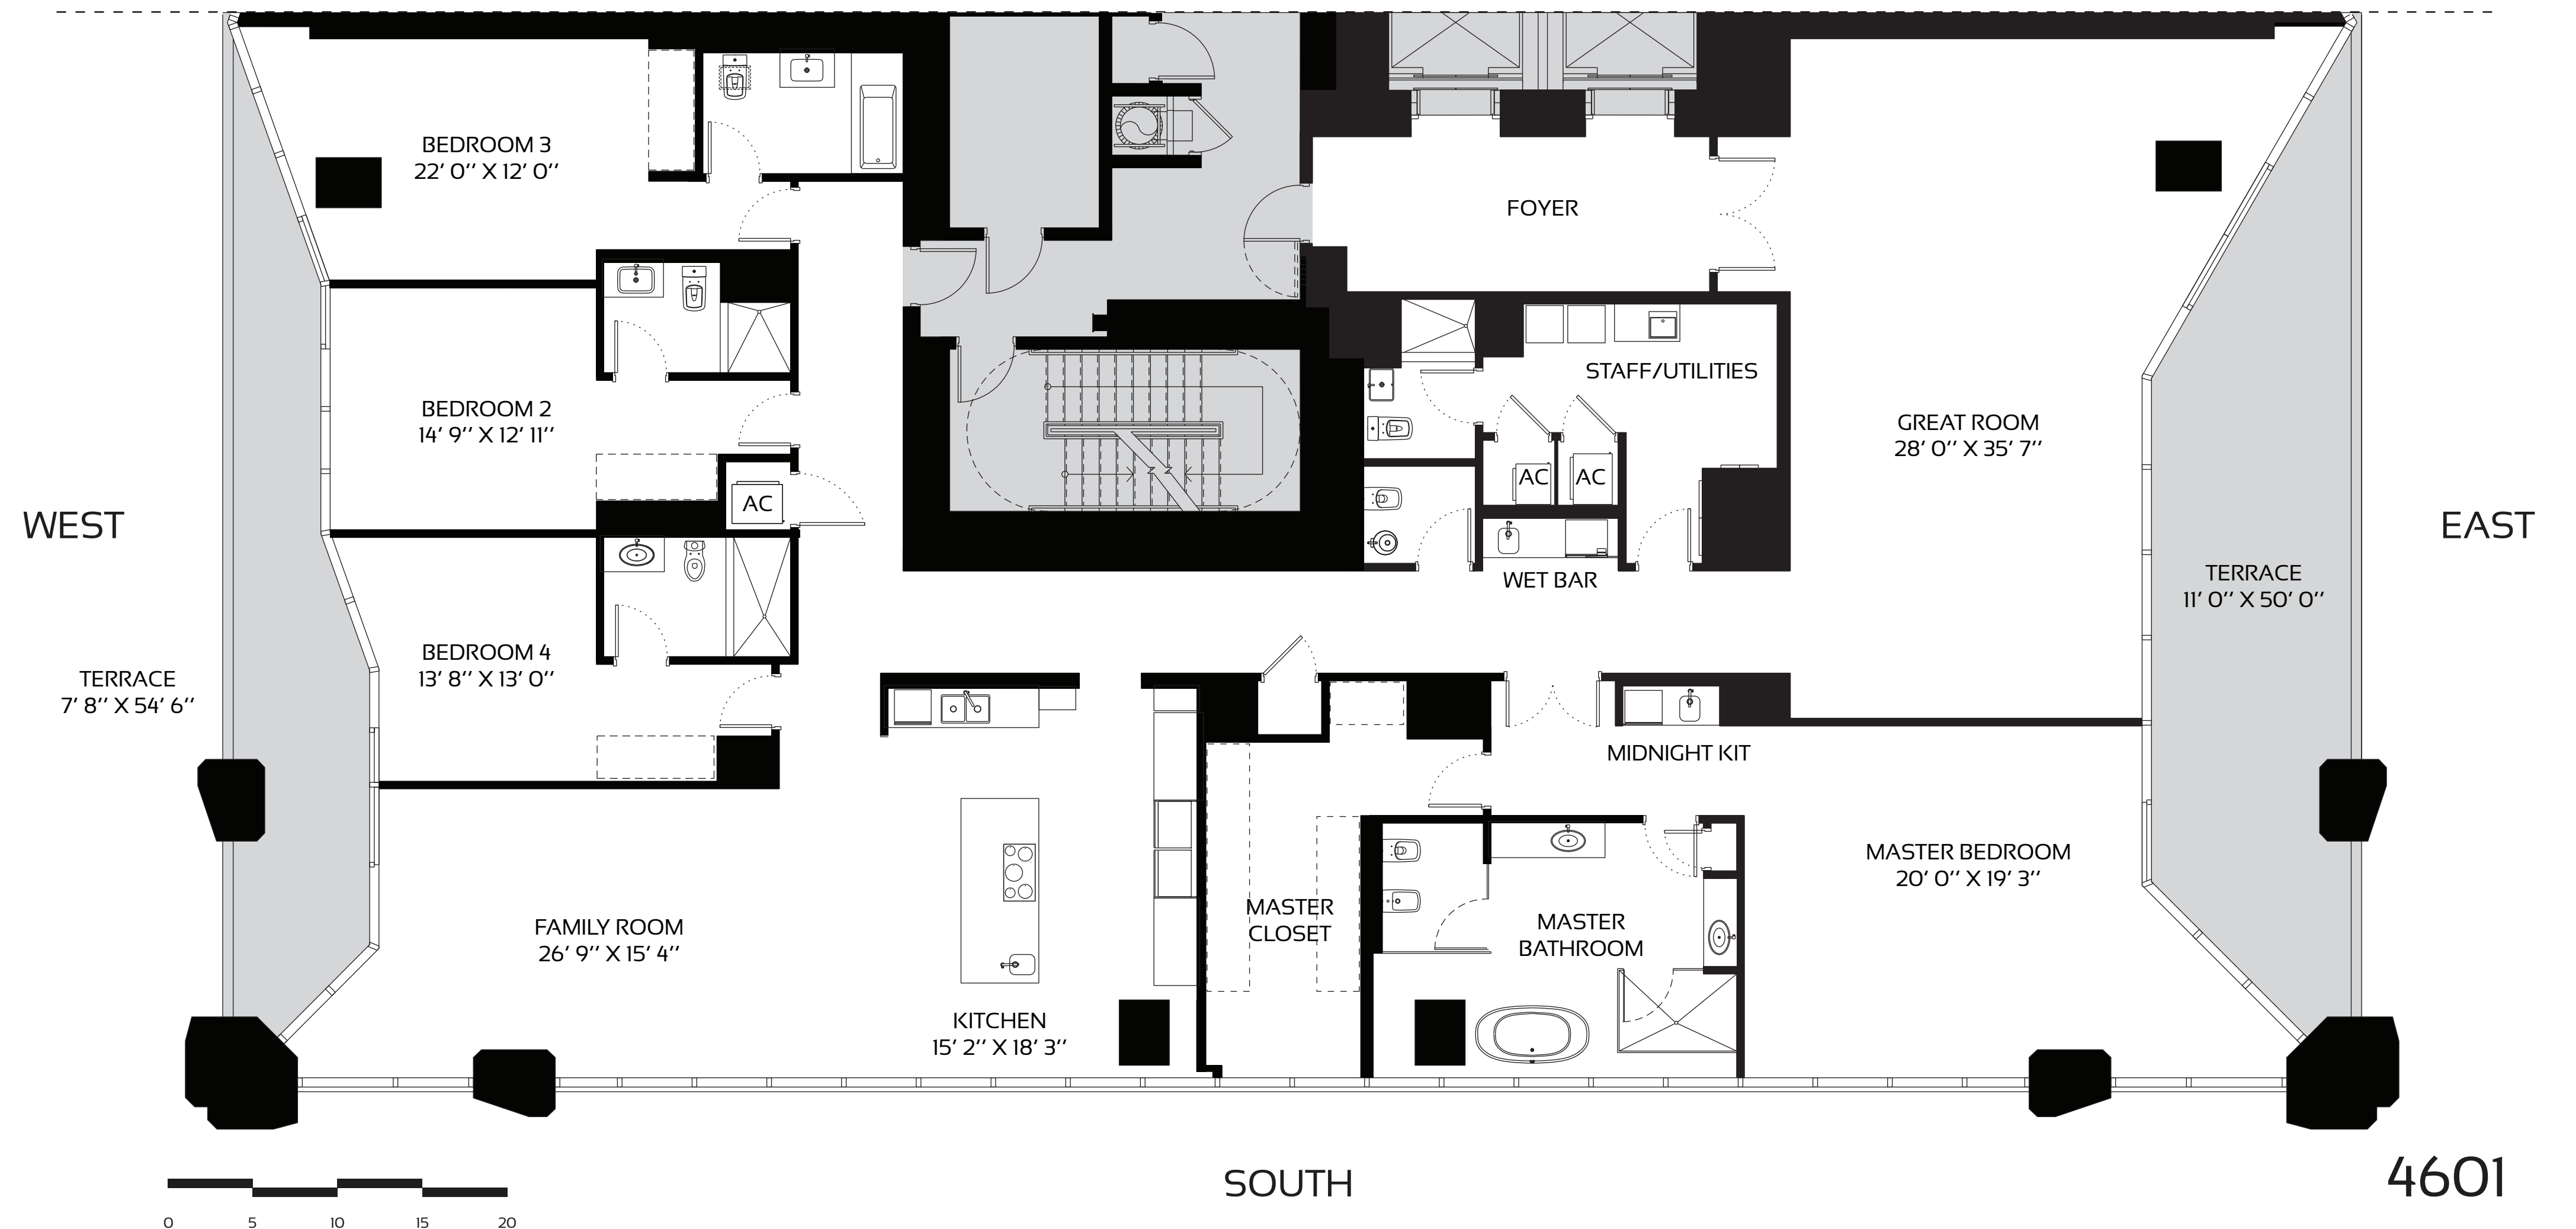 BEDROOM 3
22’ 0’’ X 12’ 0’’
FOYER
STAFF/UTILITIES
BEDROOM 2
14’ 9’’ X 12’ 11’’
GREAT ROOM
28’ 0’’ X 35’ 7’’
AC
AC
AC
WEST
EAST
WET BAR
TERRACE
11’ 0’’ X 50’ 0’’
BEDROOM 4
13’ 8’’ X 13’ 0’’
TERRACE
7’ 8’’ X 54’ 6’’
MIDNIGHT KIT
MASTER BEDROOM
20’ 0’’ X 19’ 3’’
FAMILY ROOM
26’ 9’’ X 15’ 4’’
MASTER
CLOSET
MASTER
BATHROOM
KITCHEN
15’ 2’’ X 18’ 3’’
SOUTH
4601
0 5 10 15 20